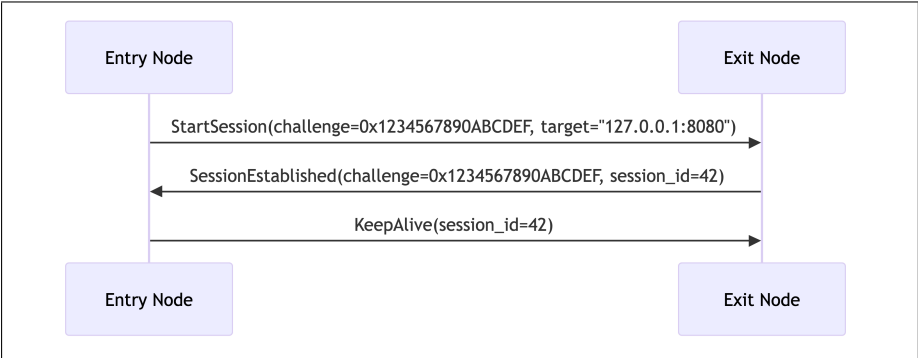 Entry Node
Exit Node
StartSession(challenge=0x1234567890ABCDEF, target="127.0.0.1:8080")
SessionEstablished(challenge=0x1234567890ABCDEF, session_id=42)
KeepAlive(session_id=42)
Entry Node
Exit Node